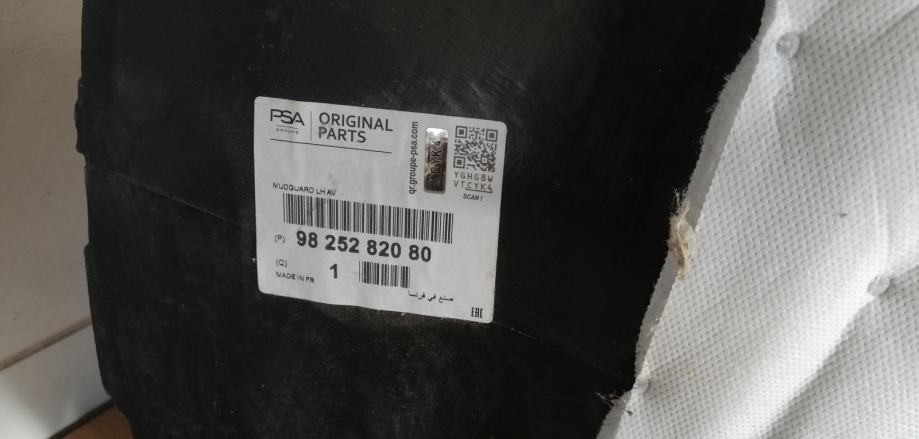 PSA
GROUPE
ORIGINAL
PARTS
qr.groupe-psa.com
YGHG8W
VTCYK4
SCAN !
MUDGUARD LH AV
(P) 98 252 820 80
(Q) 1
MADE IN FR
صنع في فرنسا
EAC